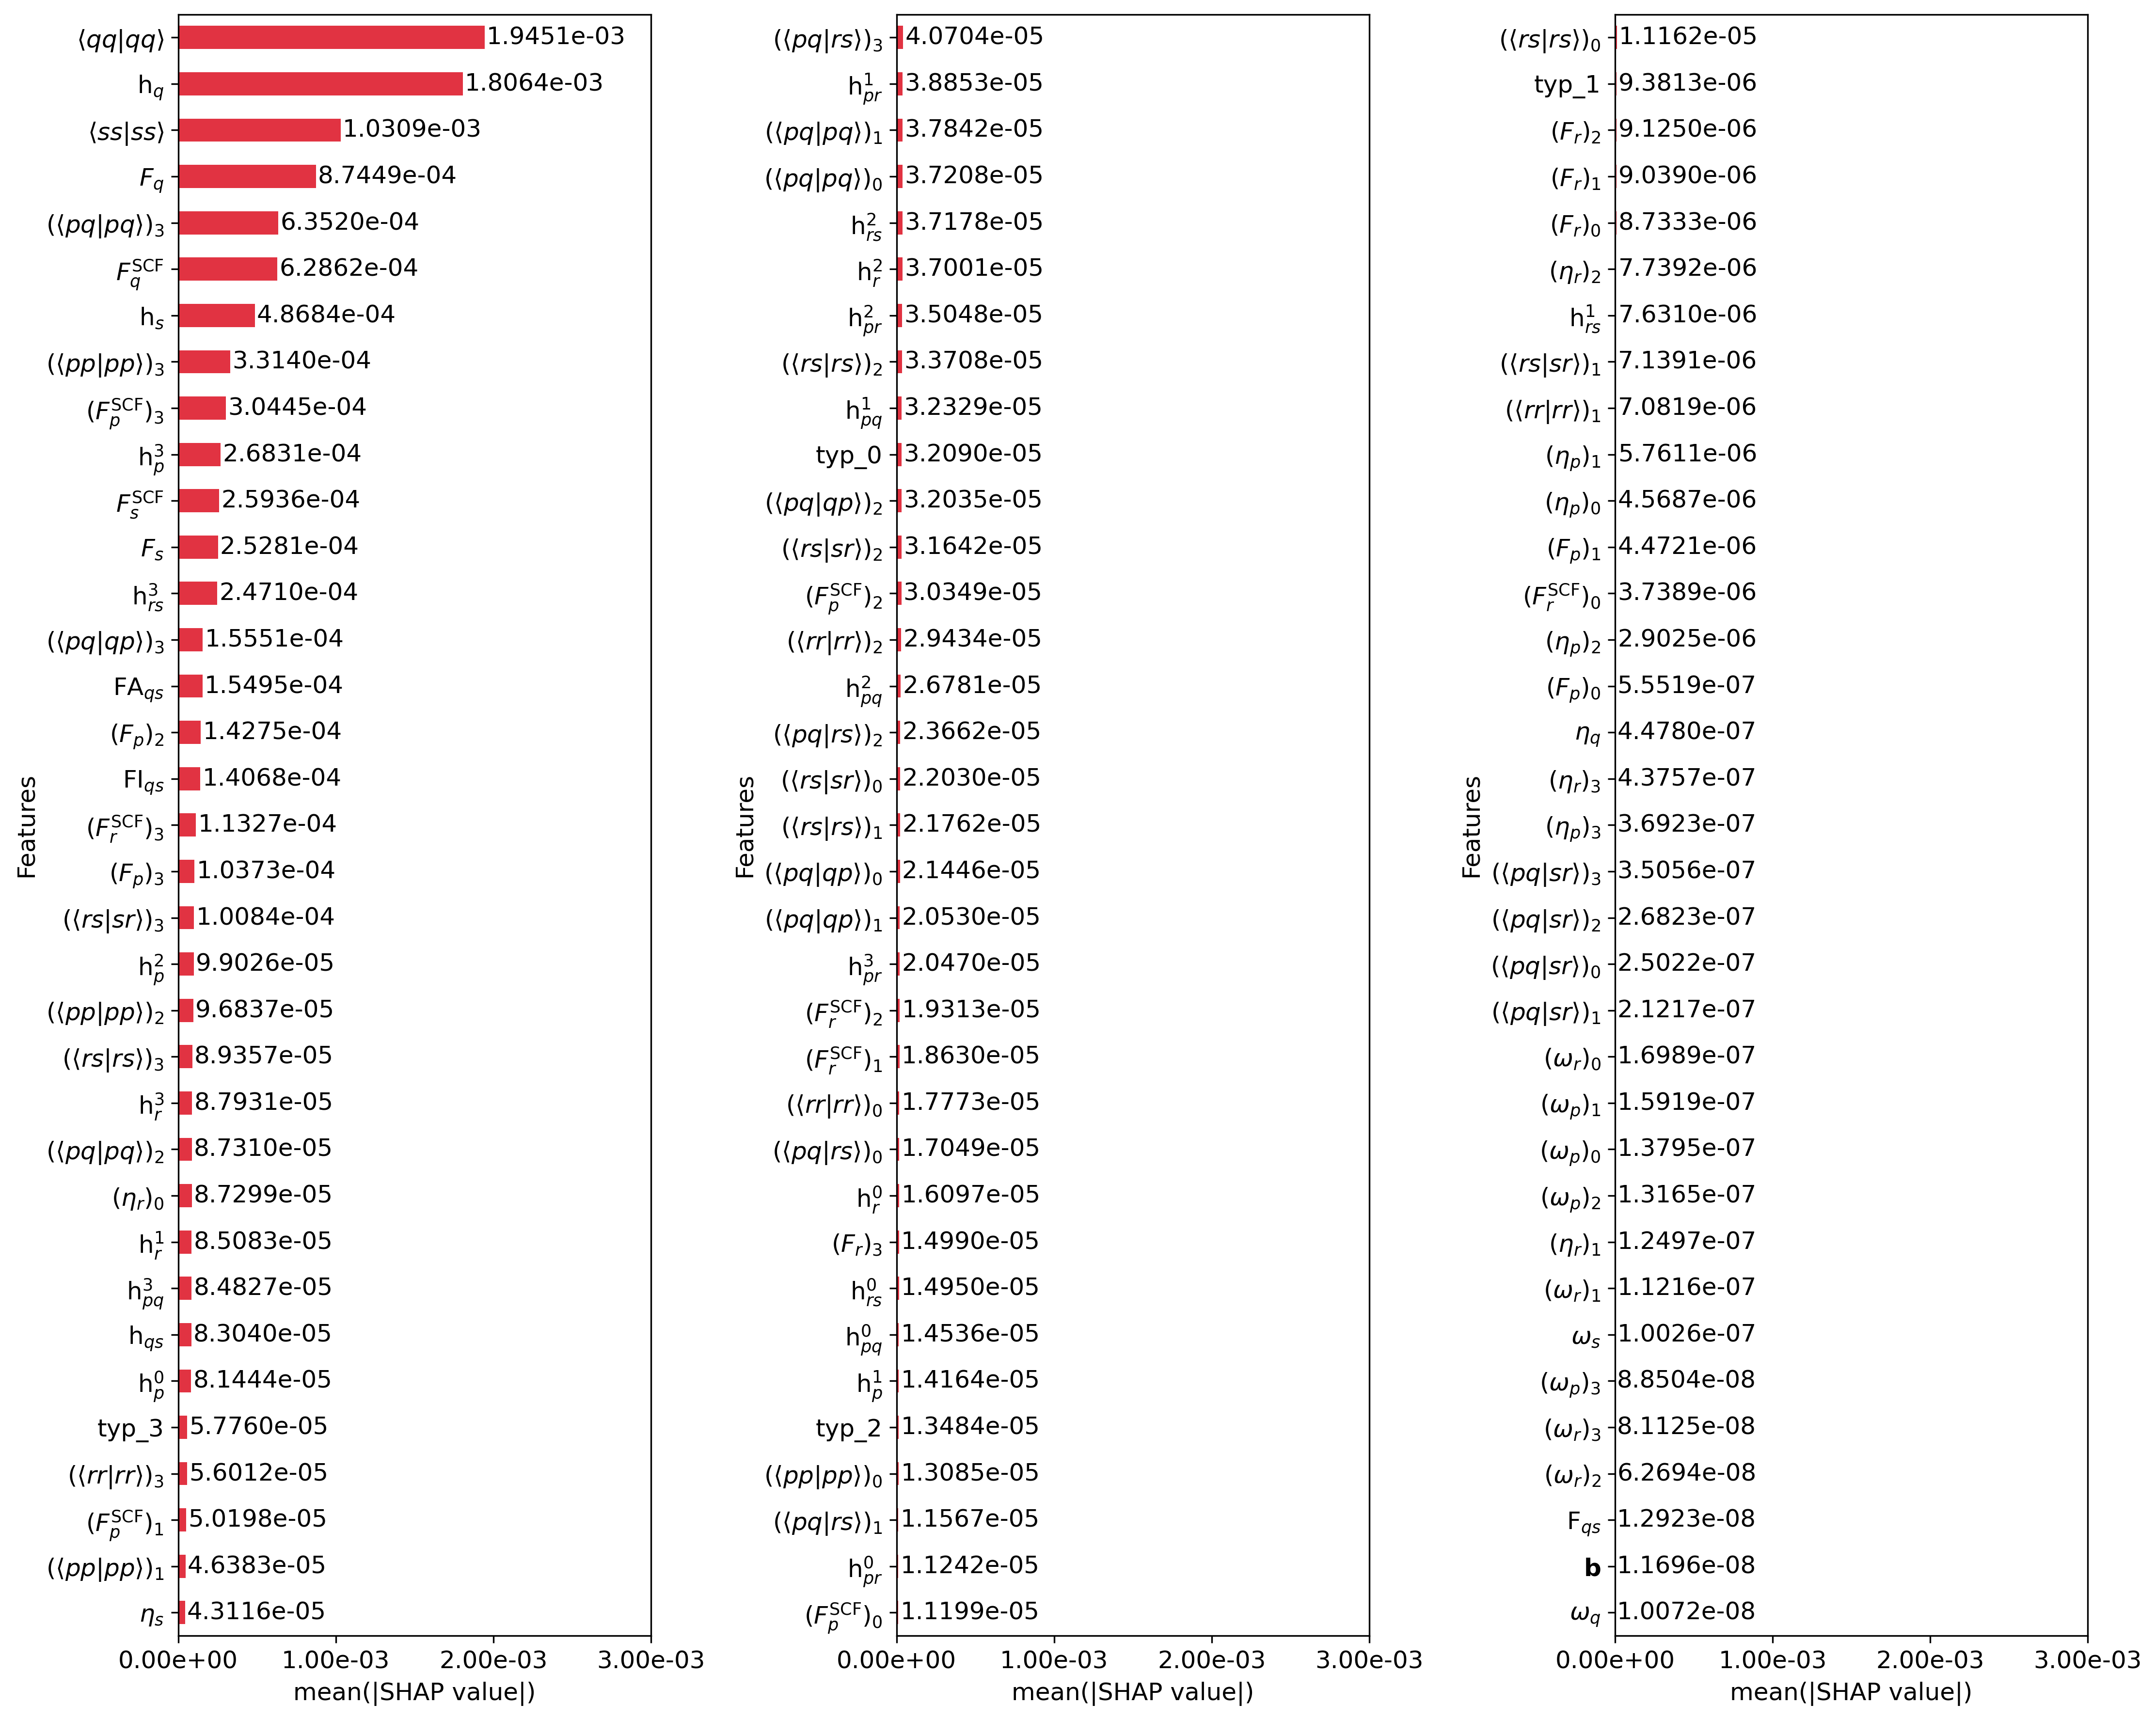 ⟨qq|qq⟩ 1.9451e-03
h_q 1.8064e-03
⟨ss|ss⟩ 1.0309e-03
F_q 8.7449e-04
(⟨pq|pq⟩)_3 6.3520e-04
F_q^SCF 6.2862e-04
h_s 4.8684e-04
(⟨pp|pp⟩)_3 3.3140e-04
(F_p^SCF)_3 3.0445e-04
h_p^3 2.6831e-04
F_s^SCF 2.5936e-04
F_s 2.5281e-04
h_rs^3 2.4710e-04
(⟨pq|qp⟩)_3 1.5551e-04
FA_qs 1.5495e-04
(F_p)_2 1.4275e-04
FI_qs 1.4068e-04
(F_r^SCF)_3 1.1327e-04
(F_p)_3 1.0373e-04
(⟨rs|sr⟩)_3 1.0084e-04
h_p^2 9.9026e-05
(⟨pp|pp⟩)_2 9.6837e-05
(⟨rs|rs⟩)_3 8.9357e-05
h_r^3 8.7931e-05
(⟨pq|pq⟩)_2 8.7310e-05
(η_r)_0 8.7299e-05
h_r^1 8.5083e-05
h_pq^3 8.4827e-05
h_qs 8.3040e-05
h_p^0 8.1444e-05
typ_3 5.7760e-05
(⟨rr|rr⟩)_3 5.6012e-05
(F_p^SCF)_1 5.0198e-05
(⟨pp|pp⟩)_1 4.6383e-05
η_s 4.3116e-05
0.00e+00 1.00e-03 2.00e-03 3.00e-03
mean(|SHAP value|)
Features
(⟨pq|rs⟩)_3 4.0704e-05
h_pr^1 3.8853e-05
(⟨pq|pq⟩)_1 3.7842e-05
(⟨pq|pq⟩)_0 3.7208e-05
h_rs^2 3.7178e-05
h_r^2 3.7001e-05
h_pr^2 3.5048e-05
(⟨rs|rs⟩)_2 3.3708e-05
h_pq^1 3.2329e-05
typ_0 3.2090e-05
(⟨pq|qp⟩)_2 3.2035e-05
(⟨rs|sr⟩)_2 3.1642e-05
(F_p^SCF)_2 3.0349e-05
(⟨rr|rr⟩)_2 2.9434e-05
h_pq^2 2.6781e-05
(⟨pq|rs⟩)_2 2.3662e-05
(⟨rs|sr⟩)_0 2.2030e-05
(⟨rs|rs⟩)_1 2.1762e-05
(⟨pq|qp⟩)_0 2.1446e-05
(⟨pq|qp⟩)_1 2.0530e-05
h_pr^3 2.0470e-05
(F_r^SCF)_2 1.9313e-05
(F_r^SCF)_1 1.8630e-05
(⟨rr|rr⟩)_0 1.7773e-05
(⟨pq|rs⟩)_0 1.7049e-05
h_r^0 1.6097e-05
(F_r)_3 1.4990e-05
h_rs^0 1.4950e-05
h_pq^0 1.4536e-05
h_p^1 1.4164e-05
typ_2 1.3484e-05
(⟨pp|pp⟩)_0 1.3085e-05
(⟨pq|rs⟩)_1 1.1567e-05
h_pr^0 1.1242e-05
(F_p^SCF)_0 1.1199e-05
0.00e+00 1.00e-03 2.00e-03 3.00e-03
mean(|SHAP value|)
Features
(⟨rs|rs⟩)_0 1.1162e-05
typ_1 9.3813e-06
(F_r)_2 9.1250e-06
(F_r)_1 9.0390e-06
(F_r)_0 8.7333e-06
(η_r)_2 7.7392e-06
h_rs^1 7.6310e-06
(⟨rs|sr⟩)_1 7.1391e-06
(⟨rr|rr⟩)_1 7.0819e-06
(η_p)_1 5.7611e-06
(η_p)_0 4.5687e-06
(F_p)_1 4.4721e-06
(F_r^SCF)_0 3.7389e-06
(η_p)_2 2.9025e-06
(F_p)_0 5.5519e-07
η_q 4.4780e-07
(η_r)_3 4.3757e-07
(η_p)_3 3.6923e-07
(⟨pq|sr⟩)_3 3.5056e-07
(⟨pq|sr⟩)_2 2.6823e-07
(⟨pq|sr⟩)_0 2.5022e-07
(⟨pq|sr⟩)_1 2.1217e-07
(ω_r)_0 1.6989e-07
(ω_p)_1 1.5919e-07
(ω_p)_0 1.3795e-07
(ω_p)_2 1.3165e-07
(η_r)_1 1.2497e-07
(ω_r)_1 1.1216e-07
ω_s 1.0026e-07
(ω_p)_3 8.8504e-08
(ω_r)_3 8.1125e-08
(ω_r)_2 6.2694e-08
F_qs 1.2923e-08
b 1.1696e-08
ω_q 1.0072e-08
0.00e+00 1.00e-03 2.00e-03 3.00e-03
mean(|SHAP value|)
Features